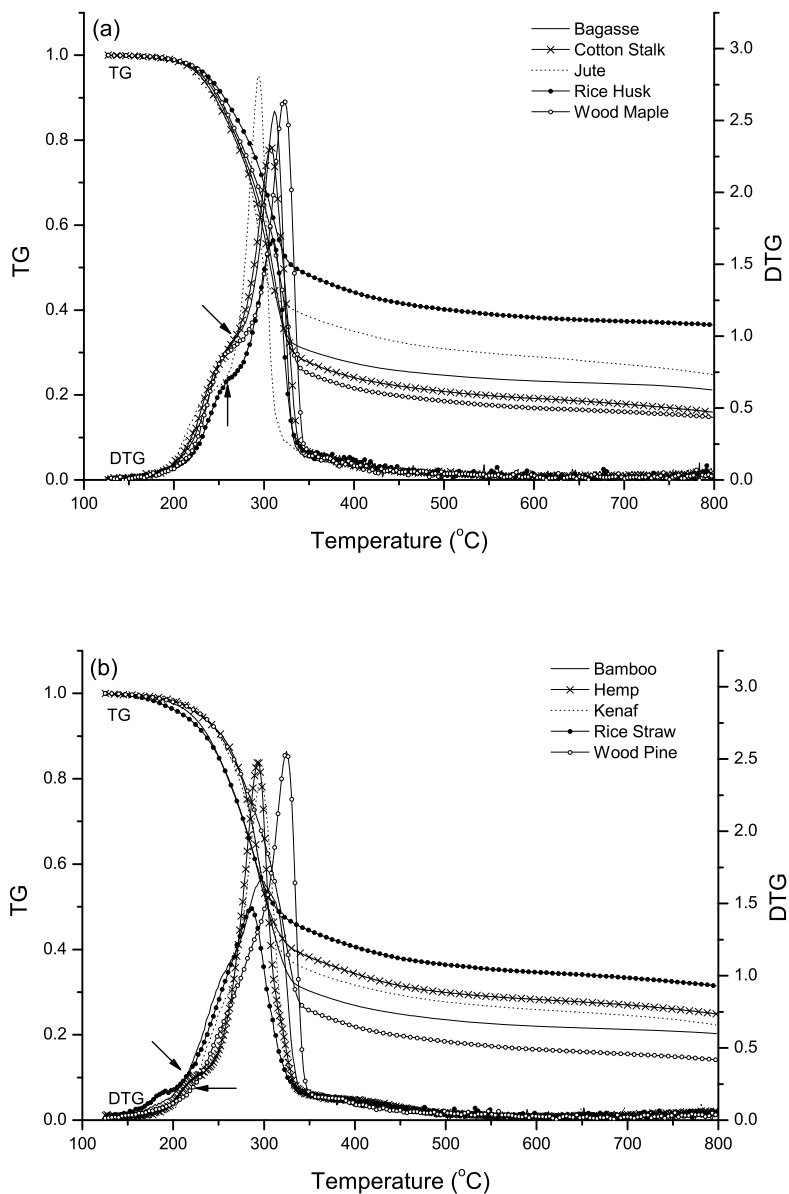 (a)
Bagasse
Cotton Stalk
Jute
Rice Husk
Wood Maple
TG
DTG
TG
DTG
1.0
0.8
0.6
0.4
0.2
0.0
3.0
2.5
2.0
1.5
1.0
0.5
0.0
100 200 300 400 500 600 700 800
Temperature (°C)
(b)
Bamboo
Hemp
Kenaf
Rice Straw
Wood Pine
TG
DTG
TG
DTG
1.0
0.8
0.6
0.4
0.2
0.0
3.0
2.5
2.0
1.5
1.0
0.5
0.0
100 200 300 400 500 600 700 800
Temperature (°C)